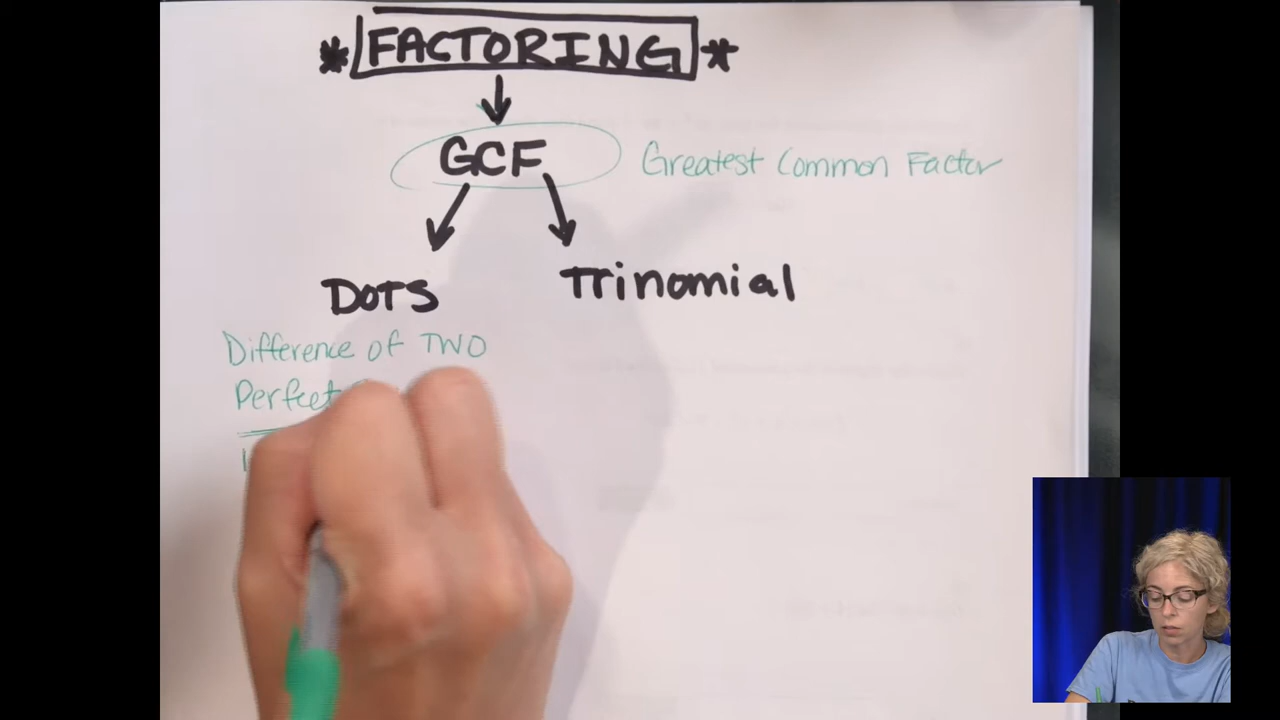 *FACTORING*
GCF Greatest Common Factor
DOTS Trinomial
Difference of TWO
Perfect